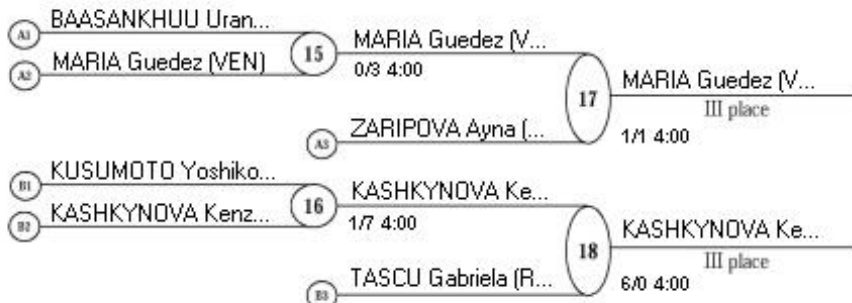 A1 BAASANKHUU Uran...
A2 MARIA Guedez (VEN)
15
MARIA Guedez (V...
0/3 4:00
A3 ZARIPOVA Ayna (...
17
MARIA Guedez (V...
III place
1/1 4:00
B1 KUSUMOTO Yoshiko...
B2 KASHKYNOVA Kenz...
16
KASHKYNOVA Ke...
1/7 4:00
B3 TASCU Gabriela (R...
18
KASHKYNOVA Ke...
III place
6/0 4:00